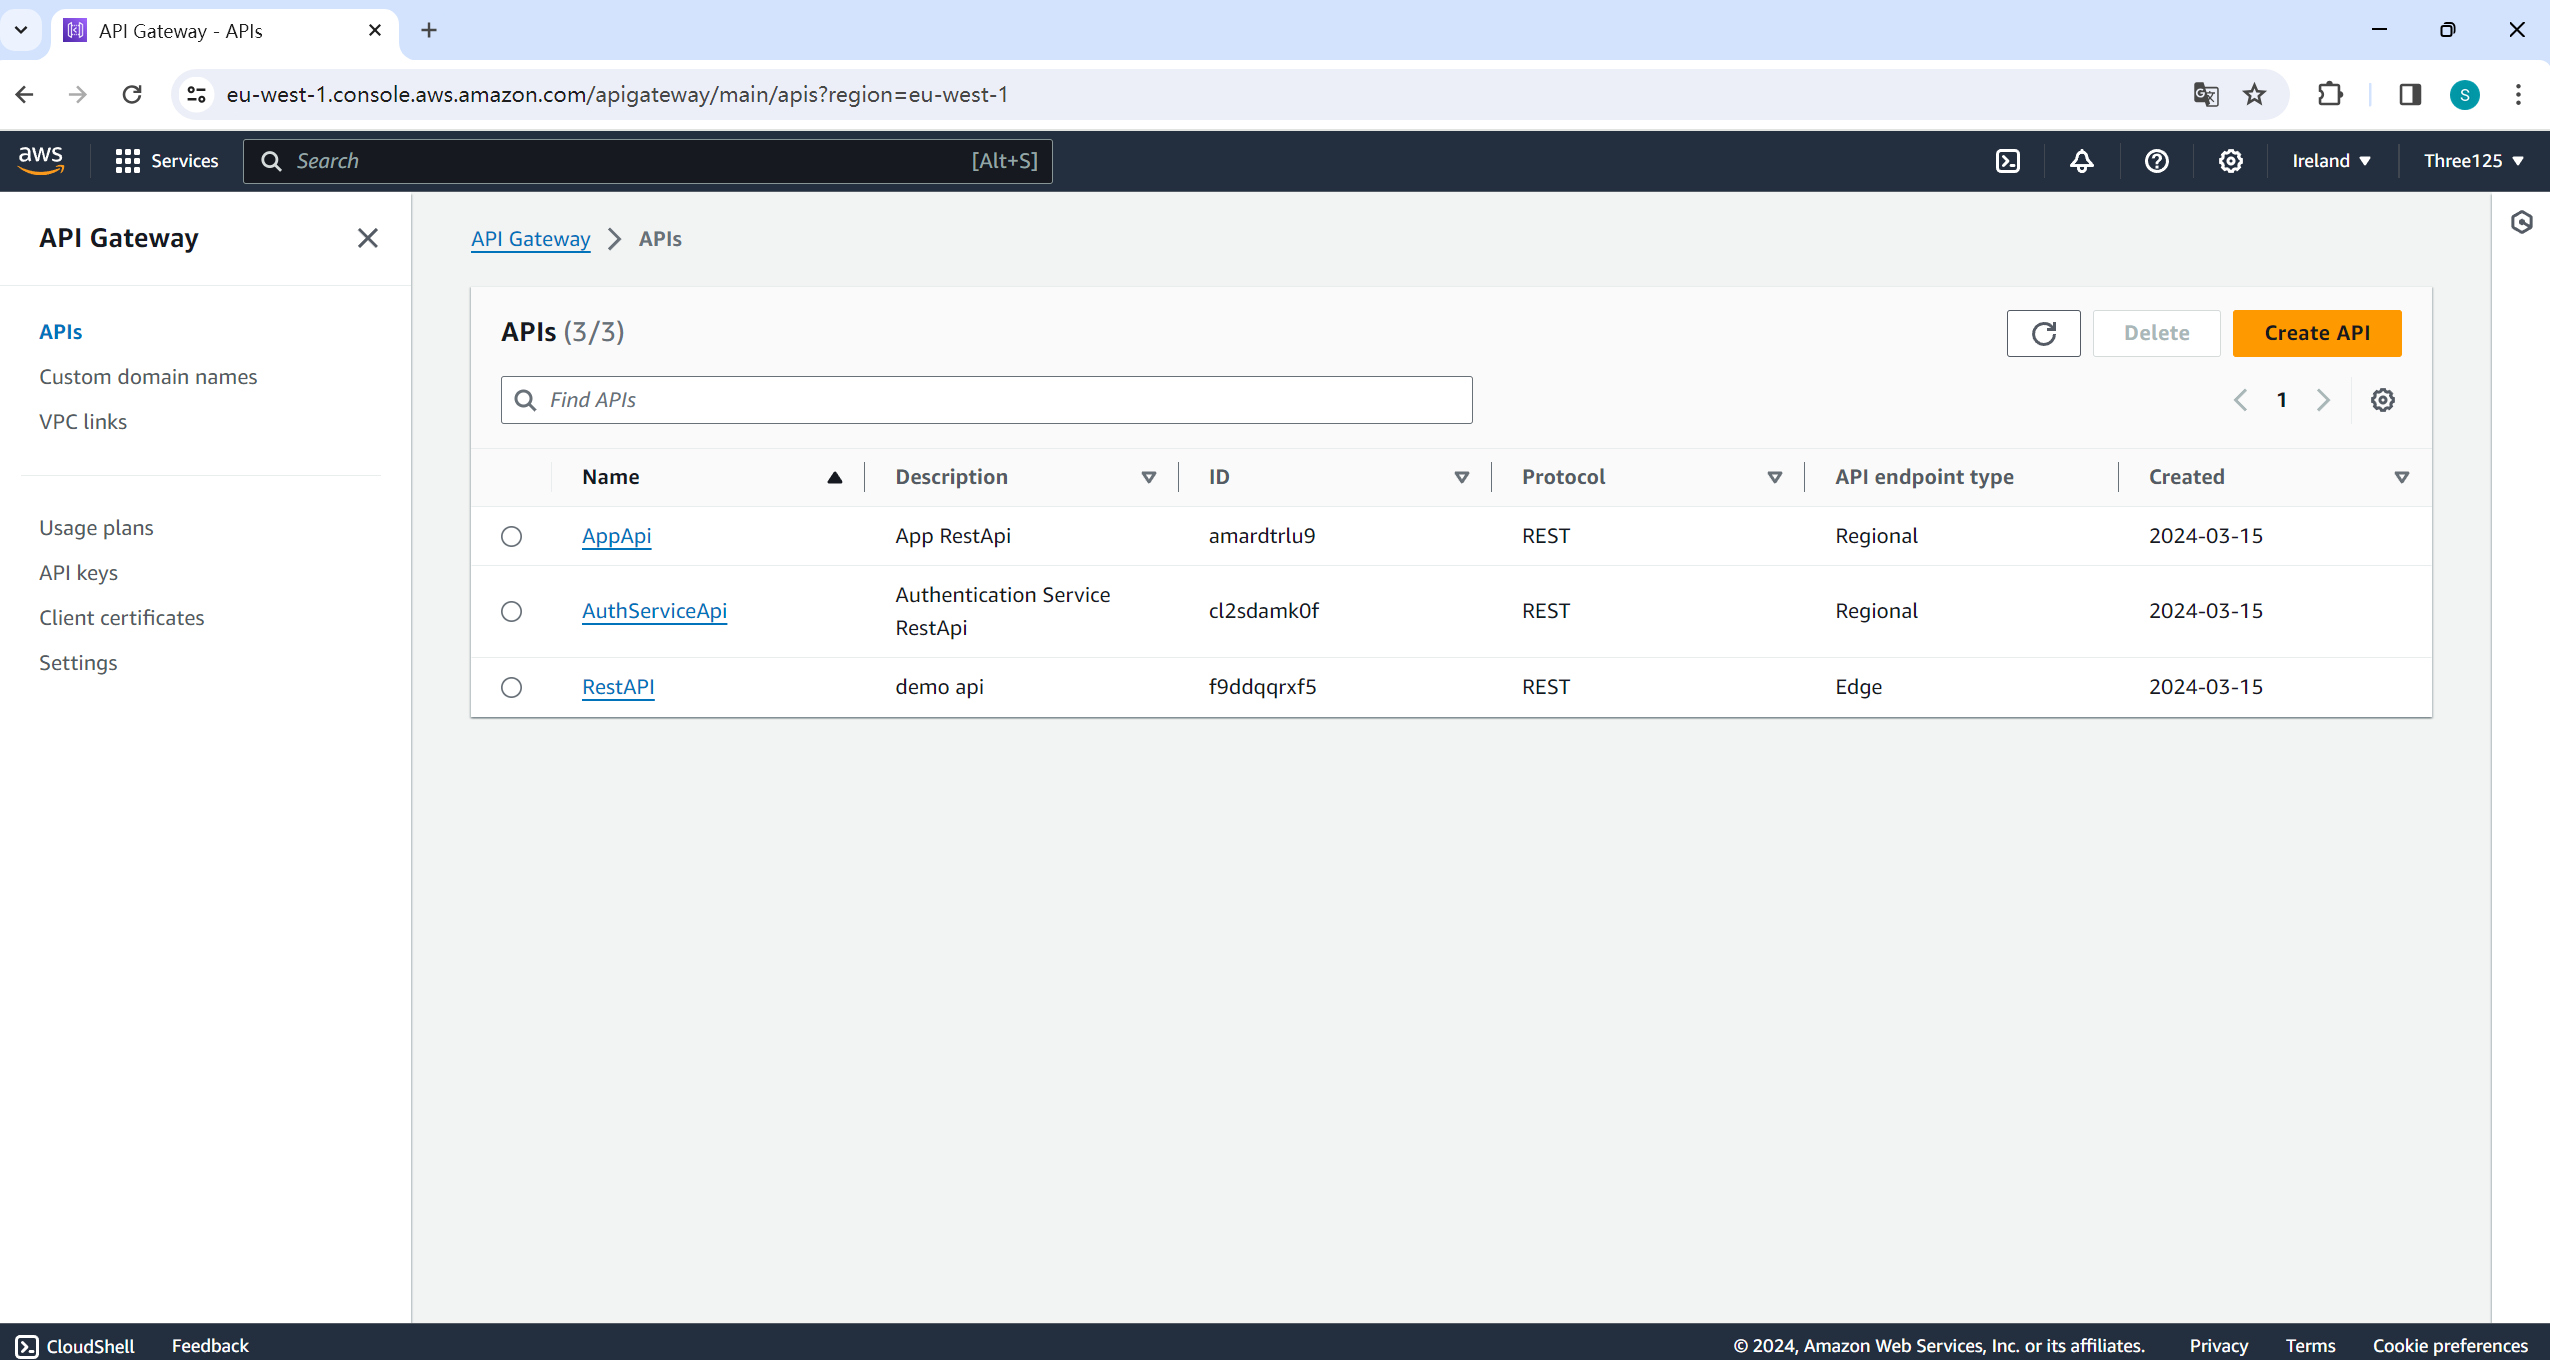 API Gateway - APIs
eu-west-1.console.aws.amazon.com/apigateway/main/apis?region=eu-west-1
S
aws
Services
Search
[Alt+S]
Ireland
Three125
API Gateway
APIs
Custom domain names
VPC links
Usage plans
API keys
Client certificates
Settings
API Gateway
APIs
APIs (3/3)
Delete
Create API
Find APIs
1
Name
Description
ID
Protocol
API endpoint type
Created
AppApi
App RestApi
amardtrlu9
REST
Regional
2024-03-15
AuthServiceApi
Authentication Service
RestApi
cl2sdamk0f
REST
Regional
2024-03-15
RestAPI
demo api
f9ddqqrxf5
REST
Edge
2024-03-15
CloudShell
Feedback
© 2024, Amazon Web Services, Inc. or its affiliates.
Privacy
Terms
Cookie preferences